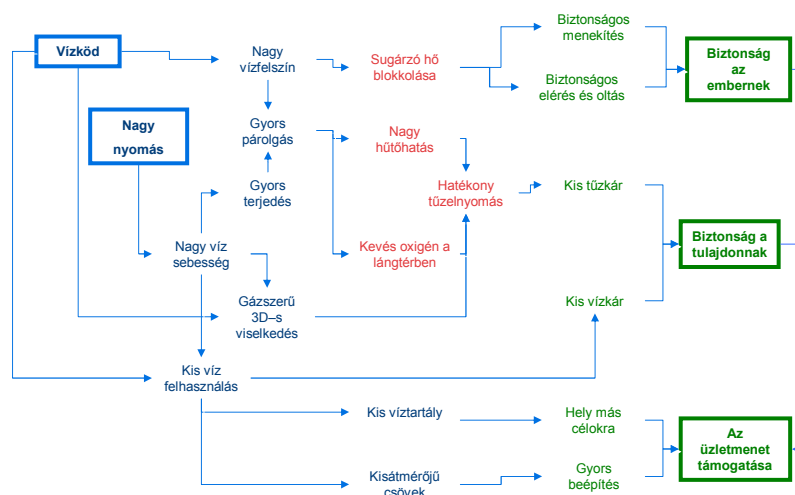 Vízköd
Nagy
vízfelszín
Sugárzó hő
blokkolása
Biztonságos
menekítés
Biztonságos
elérés és oltás
Biztonság
az
embernek
Nagy
nyomás
Gyors
párolgás
Nagy
hűtőhatás
Gyors
terjedés
Hatékony
tűzelnyomás
Kis tűzkár
Nagy víz
sebesség
Kevés oxigén a
lángtérben
Biztonság a
tulajdonnak
Gázszerű
3D–s
viselkedés
Kis vízkár
Kis víz
felhasználás
Kis víztartály
Hely más
célokra
Kisátmérőjű
csövek
Gyors
beépítés
Az
üzletmenet
támogatása